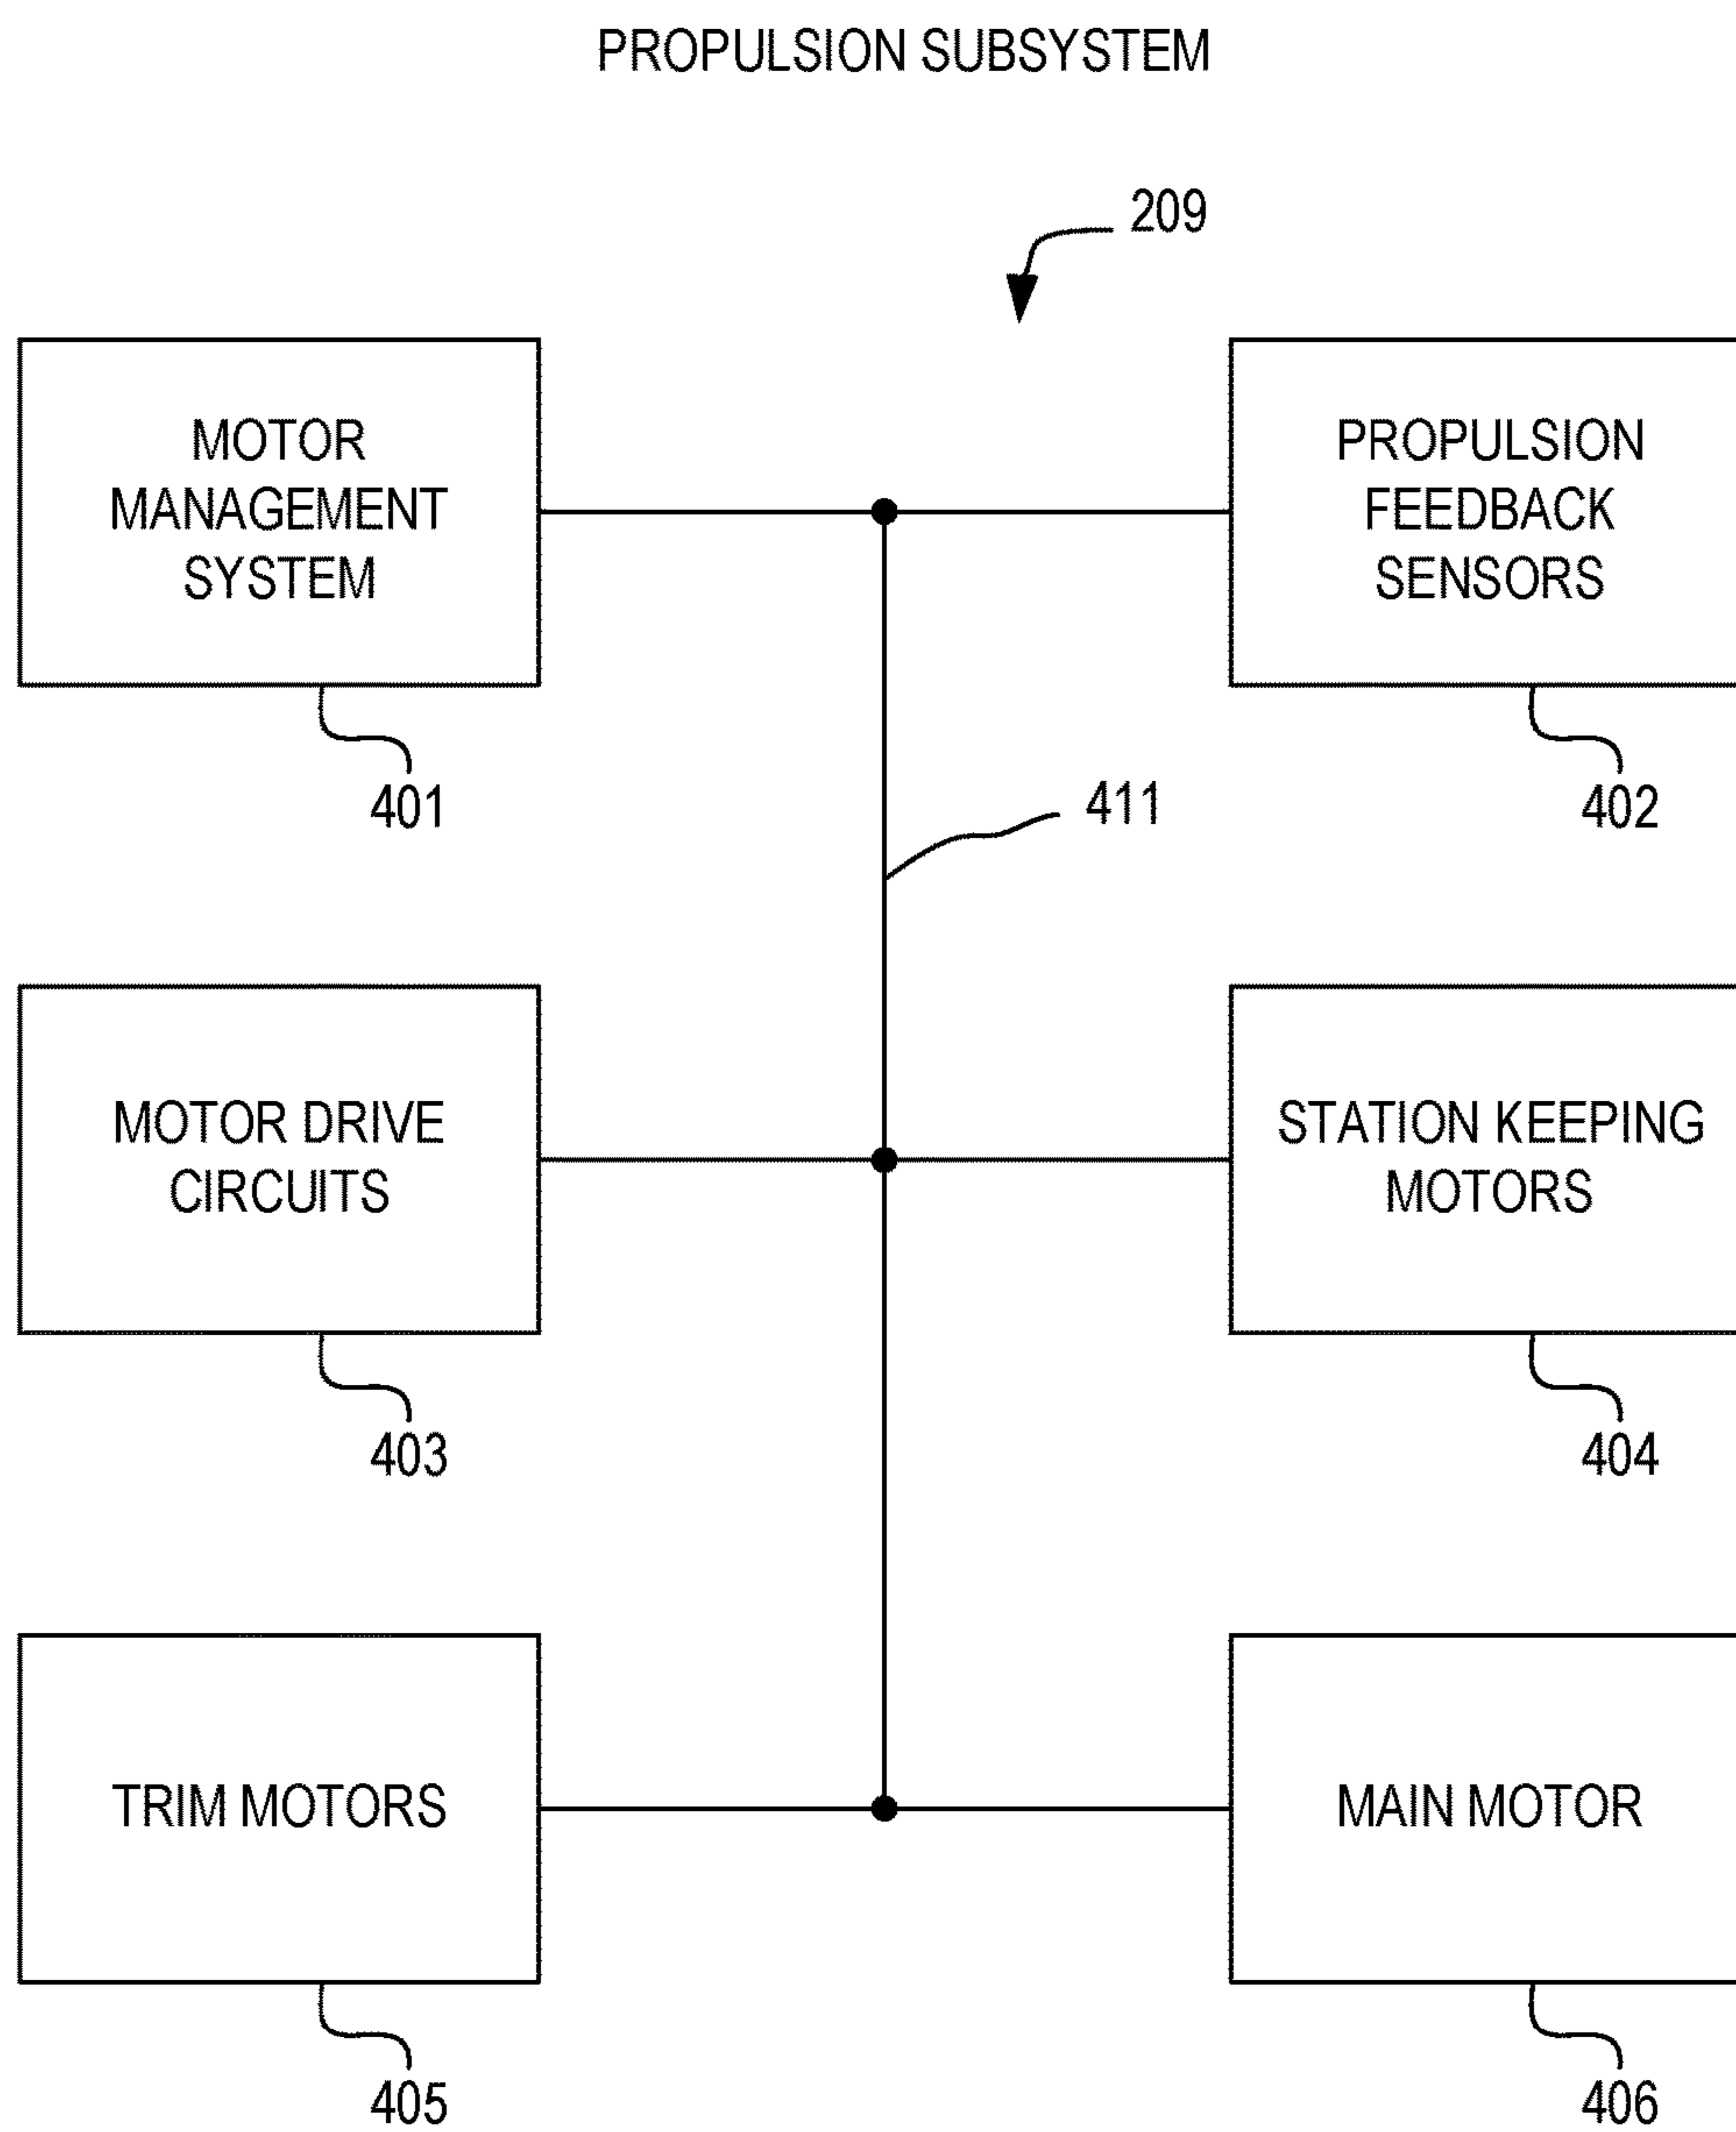 PROPULSION SUBSYSTEM
209
MOTOR
MANAGEMENT
SYSTEM
401
PROPULSION
FEEDBACK
SENSORS
402
411
MOTOR DRIVE
CIRCUITS
403
STATION KEEPING
MOTORS
404
TRIM MOTORS
405
MAIN MOTOR
406